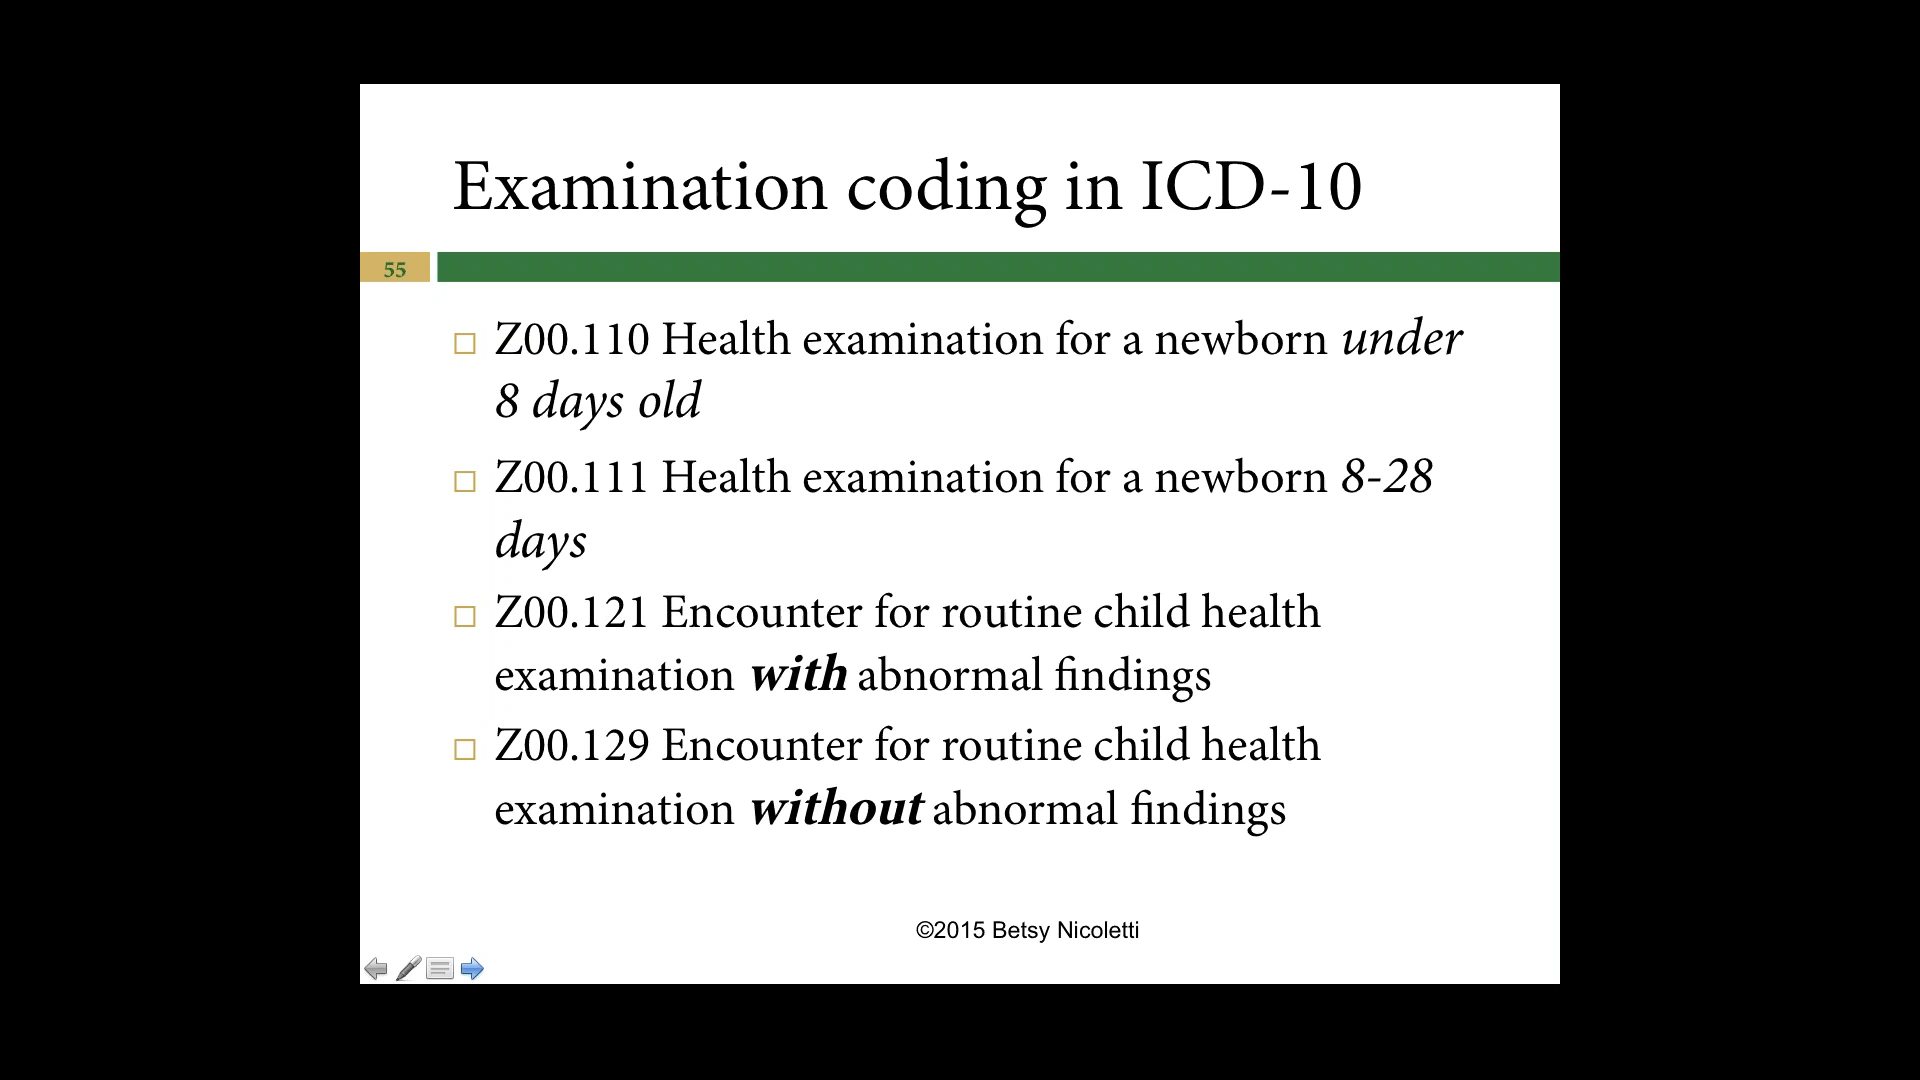 Examination coding in ICD-10
55
Z00.110 Health examination for a newborn under
8 days old
Z00.111 Health examination for a newborn 8-28
days
Z00.121 Encounter for routine child health
examination with abnormal findings
Z00.129 Encounter for routine child health
examination without abnormal findings
©2015 Betsy Nicoletti